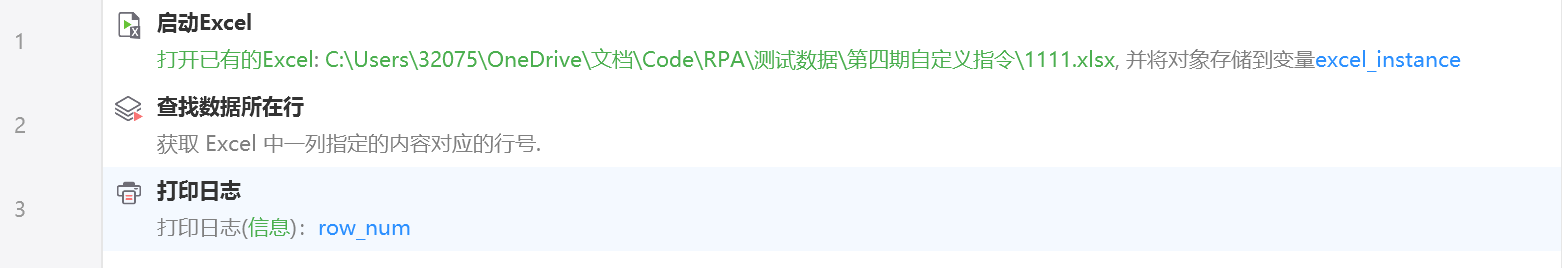 1
启动Excel
打开已有的Excel: C:\Users\32075\OneDrive\文档\Code\RPA\测试数据\第四期自定义指令\1111.xlsx, 并将对象存储到变量excel_instance
2
查找数据所在行
获取 Excel 中一列指定的内容对应的行号.
3
打印日志
打印日志(信息)：row_num